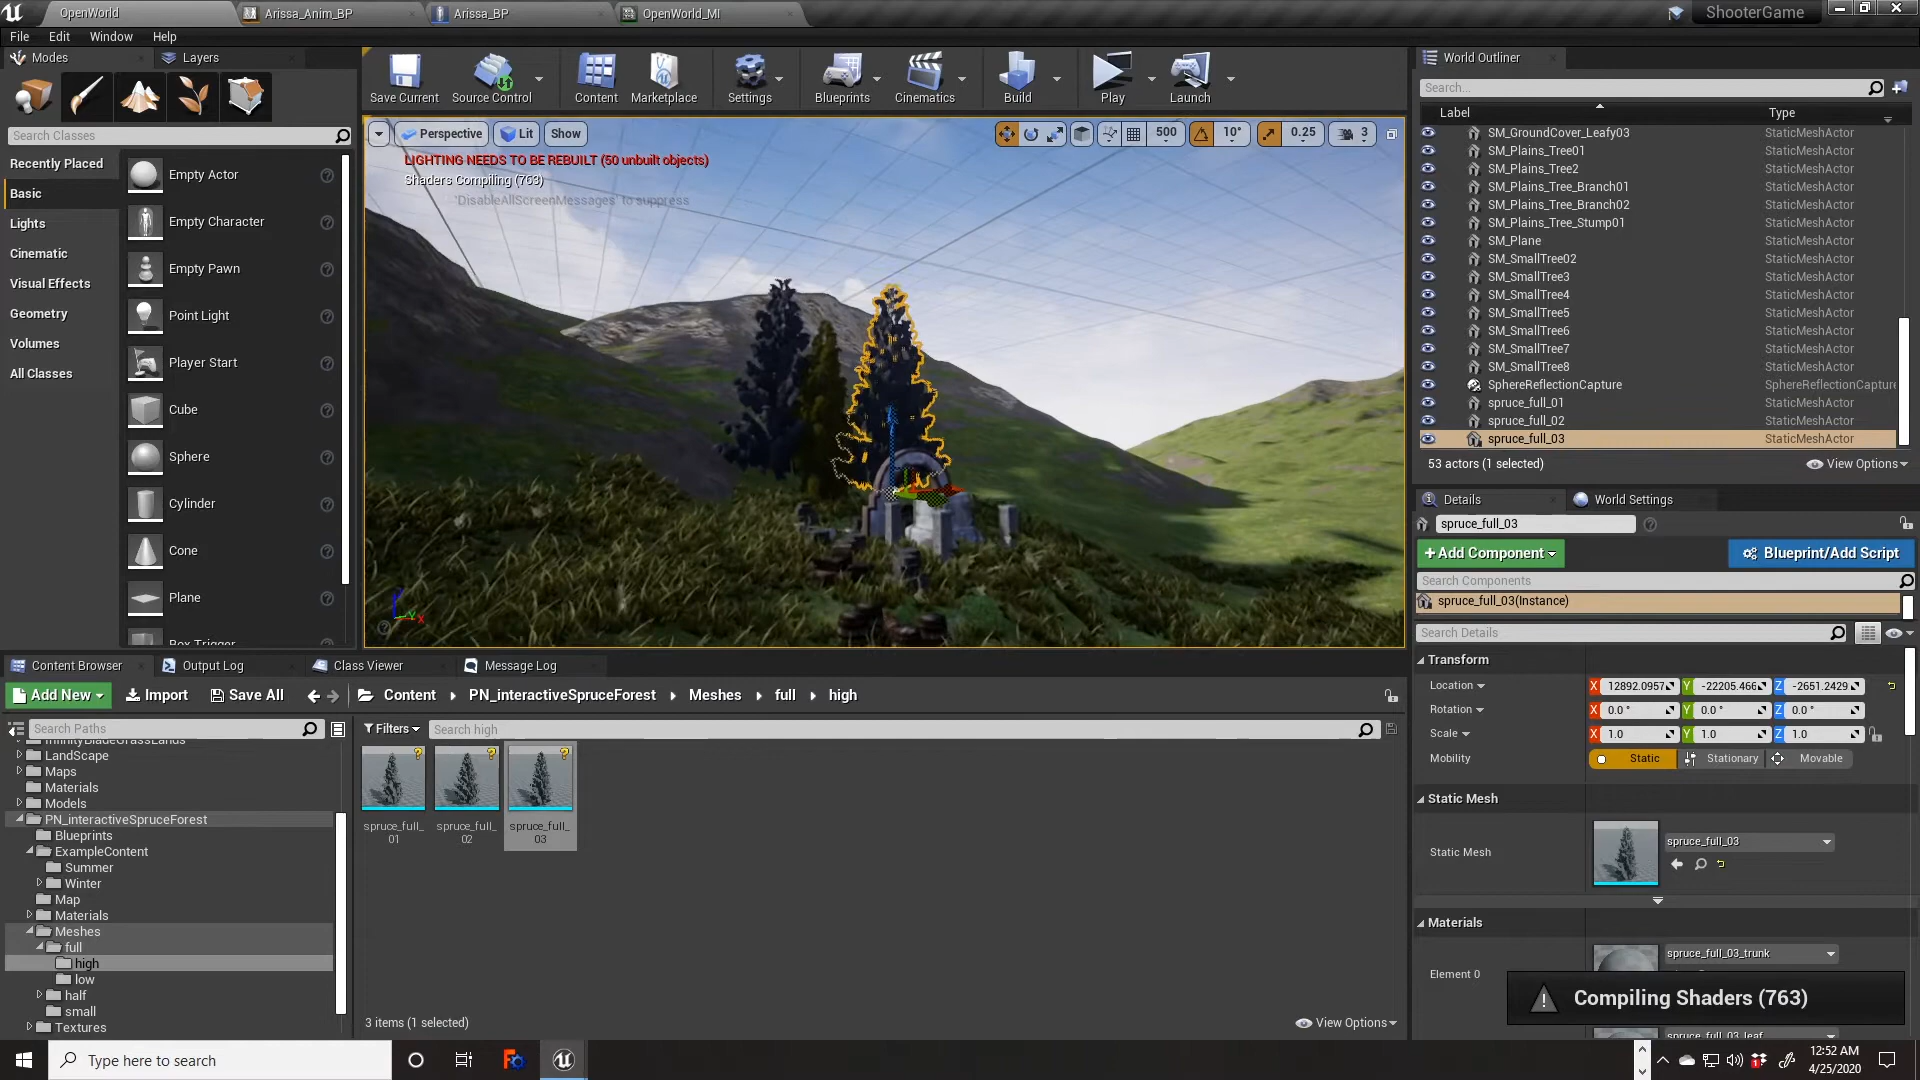 OpenWorld
Arissa_Anim_BP
Arissa_BP
OpenWorld_MI
ShooterGame
File
Edit
Window
Help
Modes
Layers
Save Current
Source Control
Content
Marketplace
Settings
Blueprints
Cinematics
Build
Play
Launch
World Outliner
Search Classes
Recently Placed
Basic
Lights
Cinematic
Visual Effects
Geometry
Volumes
All Classes
Empty Actor
Empty Character
Empty Pawn
Point Light
Player Start
Cube
Sphere
Cylinder
Cone
Plane
Box Trigger
Perspective
Lit
Show
500
10°
0.25
3
LIGHTING NEEDS TO BE REBUILT (50 unbuilt objects)
Shaders Compiling (763)
'DisableAllScreenMessages' to suppress
X
Search...
Label
Type
SM_GroundCover_Leafy03 StaticMeshActor
SM_Plains_Tree01 StaticMeshActor
SM_Plains_Tree2 StaticMeshActor
SM_Plains_Tree_Branch01 StaticMeshActor
SM_Plains_Tree_Branch02 StaticMeshActor
SM_Plains_Tree_Stump01 StaticMeshActor
SM_Plane StaticMeshActor
SM_SmallTree02 StaticMeshActor
SM_SmallTree3 StaticMeshActor
SM_SmallTree4 StaticMeshActor
SM_SmallTree5 StaticMeshActor
SM_SmallTree6 StaticMeshActor
SM_SmallTree7 StaticMeshActor
SM_SmallTree8 StaticMeshActor
SphereReflectionCapture SphereReflectionCapture
spruce_full_01 StaticMeshActor
spruce_full_02 StaticMeshActor
spruce_full_03 StaticMeshActor
53 actors (1 selected)
View Options
Details
World Settings
spruce_full_03
+ Add Component
Blueprint/Add Script
Search Components
spruce_full_03(Instance)
Search Details
Transform
Location X 12892.0957 Y -22205.466 Z -2651.2429
Rotation X 0.0 ° Y 0.0 ° Z 0.0 °
Scale X 1.0 Y 1.0 Z 1.0
Mobility Static Stationary Movable
Static Mesh
Static Mesh
spruce_full_03
Materials
Element 0
spruce_full_03_trunk
Compiling Shaders (763)
spruce_full_03_leaf
Content Browser
Output Log
Class Viewer
Message Log
Add New
Import
Save All
Content
PN_interactiveSpruceForest
Meshes
full
high
Search Paths
InfinityBladeGrassLands
LandScape
Maps
Materials
Models
PN_interactiveSpruceForest
Blueprints
ExampleContent
Summer
Winter
Map
Materials
Meshes
full
high
low
half
small
Textures
Filters
Search high
spruce_full_
01
spruce_full_
02
spruce_full_
03
3 items (1 selected)
View Options
Type here to search
12:52 AM
4/25/2020